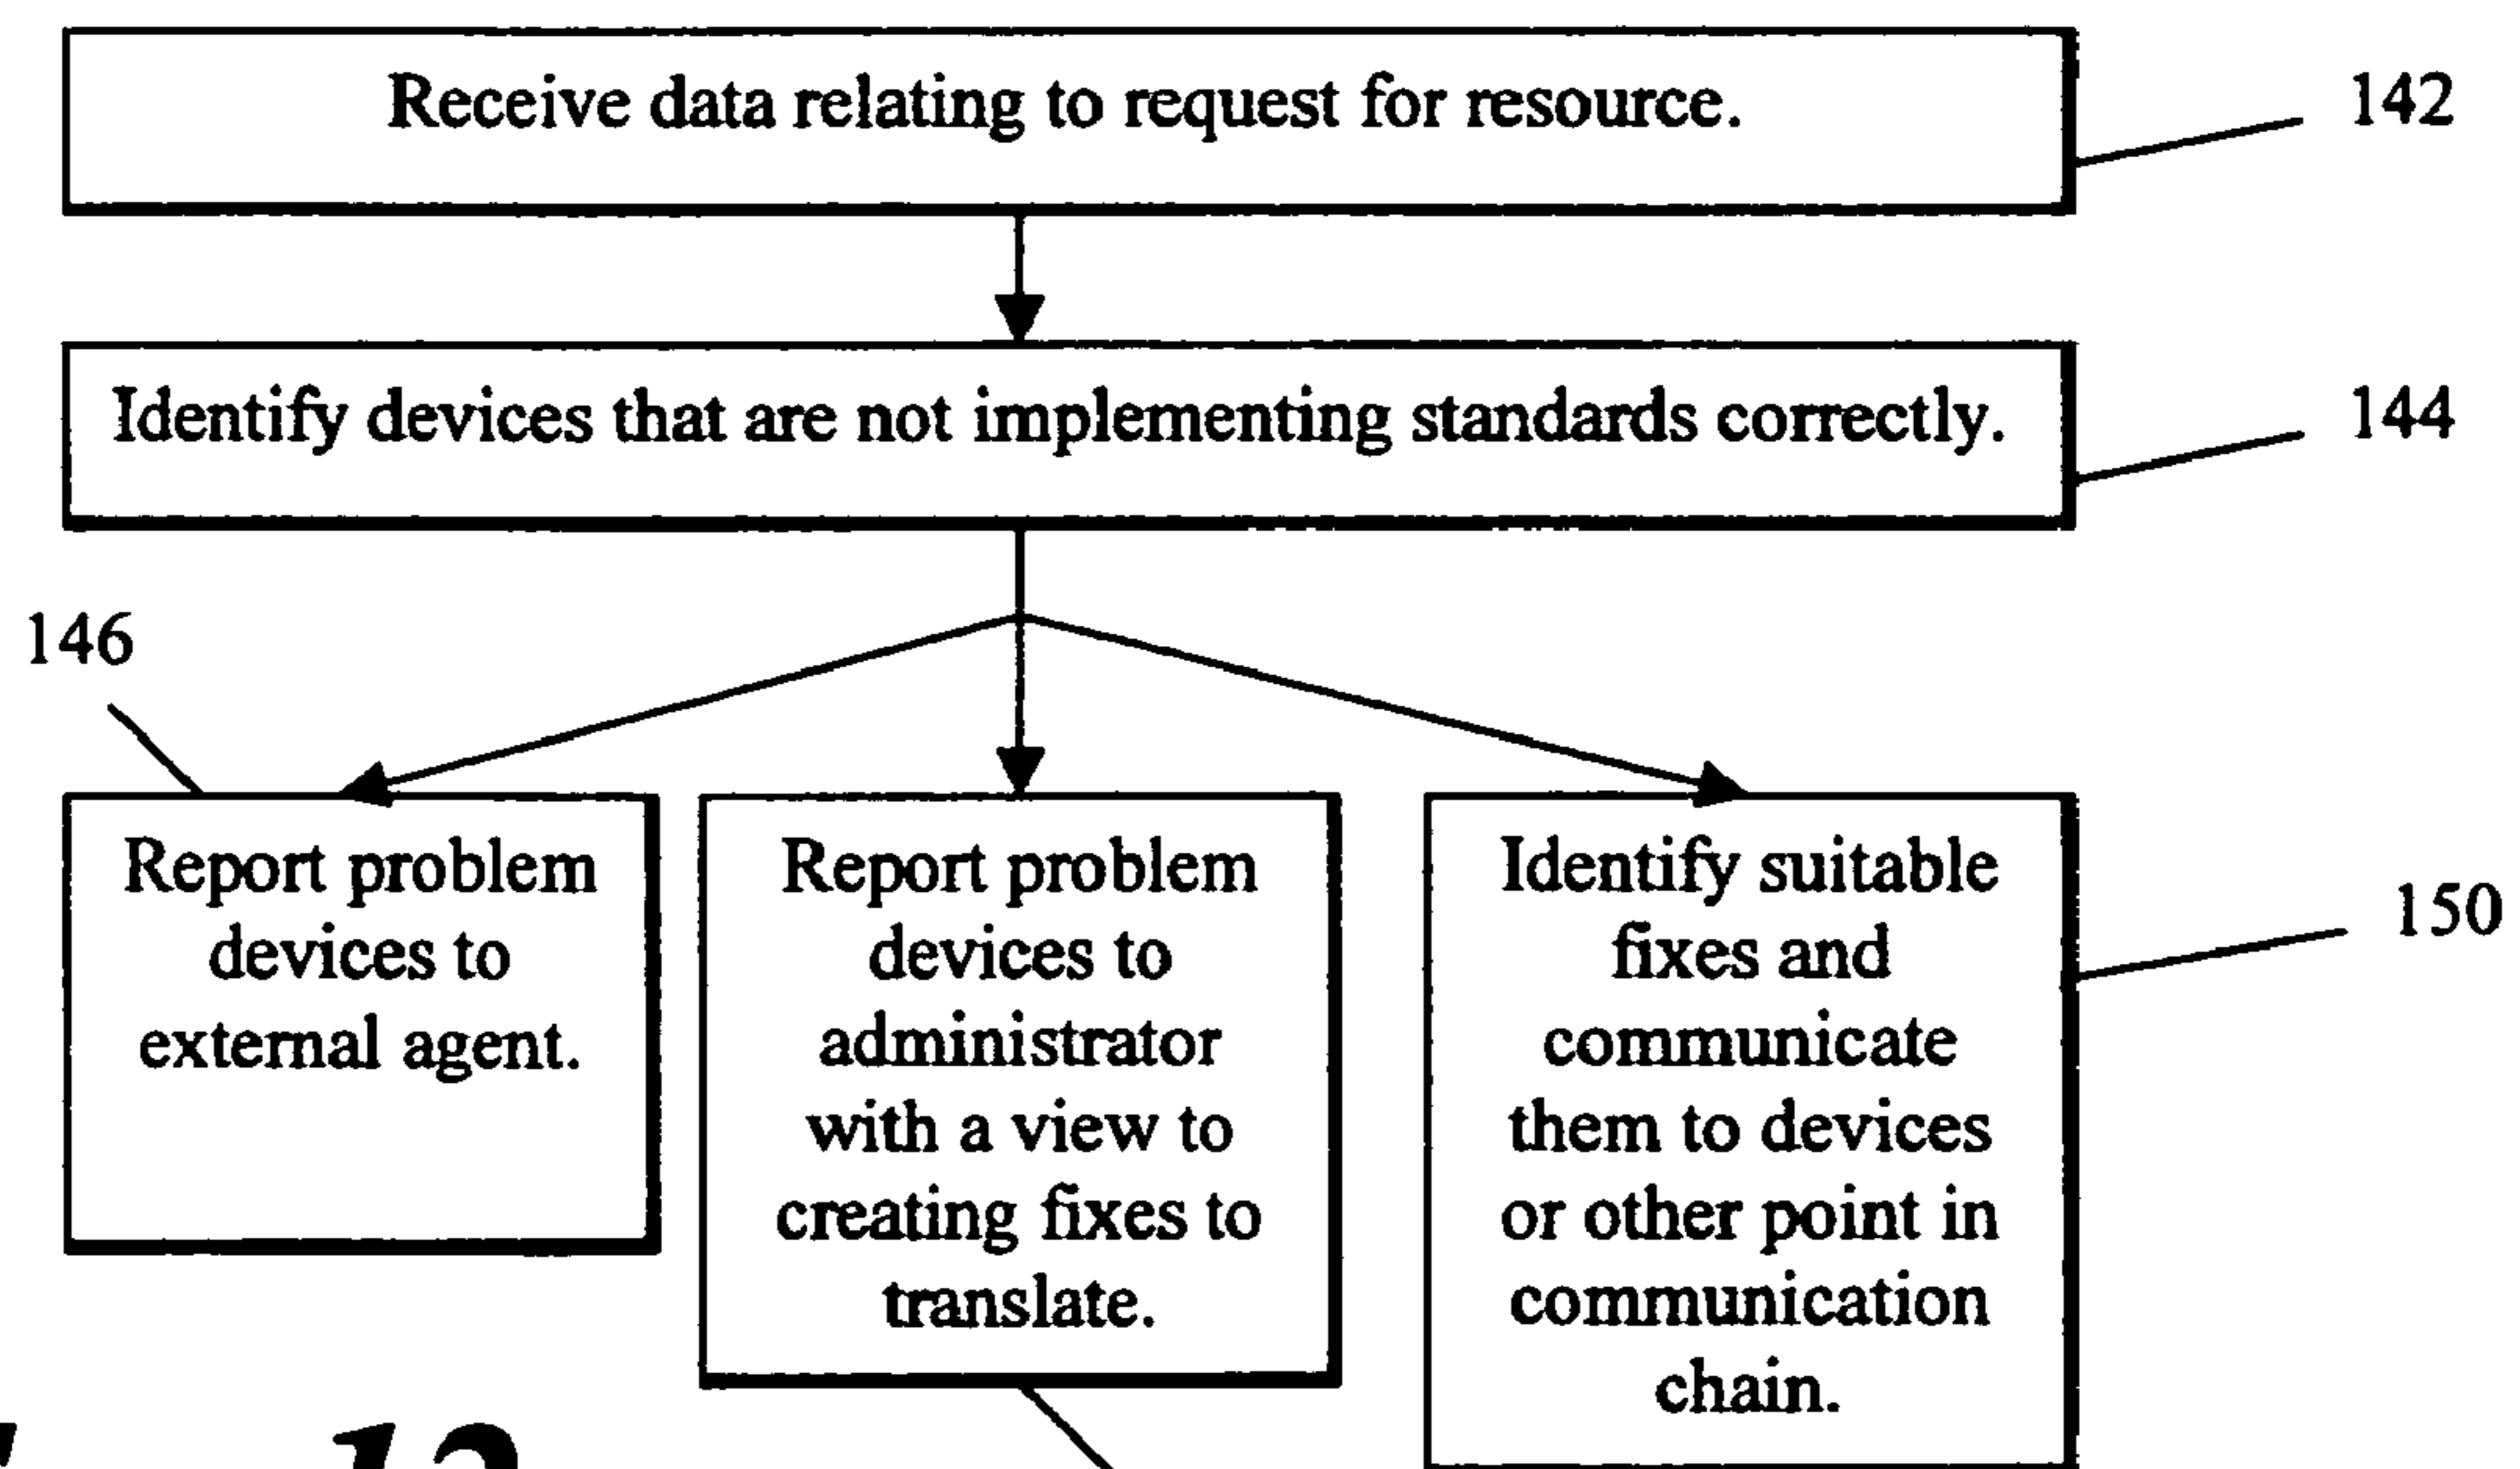 Receive data relating to request for resource.
142
Identify devices that are not implementing standards correctly.
144
146
Report problem
devices to
external agent.
Report problem
devices to
administrator
with a view to
creating fixes to
translate.
Identify suitable
fixes and
communicate
them to devices
or other point in
communication
chain.
150